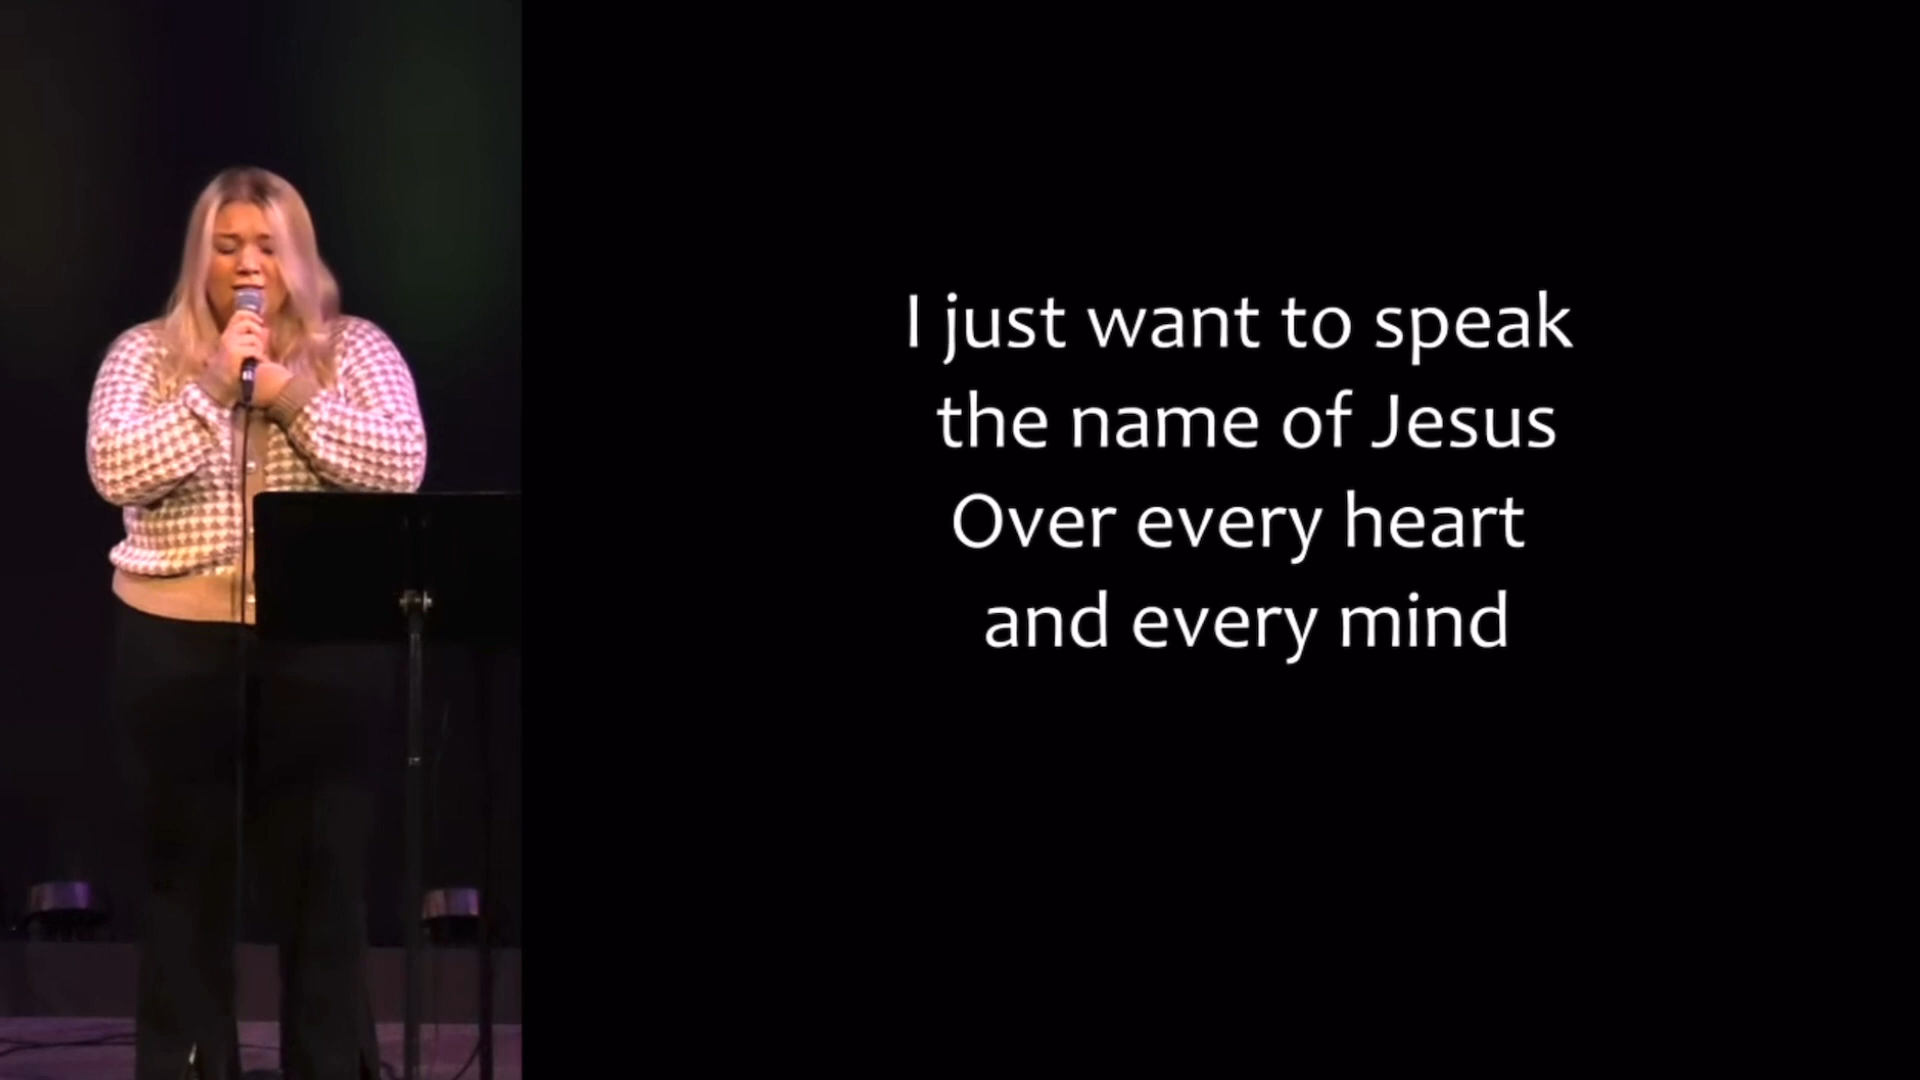 I just want to speak
the name of Jesus
Over every heart
and every mind